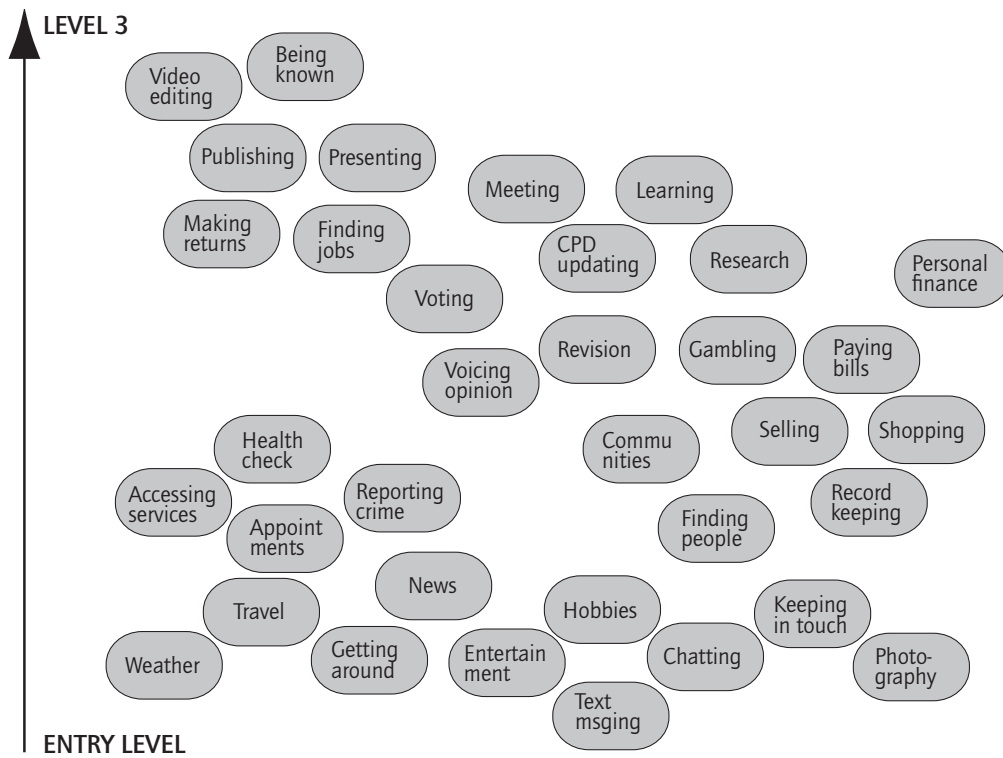 LEVEL 3
Being
known
Video
editing
Publishing
Presenting
Meeting
Learning
Making
returns
Finding
jobs
CPD
updating
Research
Personal
finance
Voting
Revision
Gambling
Paying
bills
Voicing
opinion
Health
check
Commu
nities
Selling
Shopping
Accessing
services
Reporting
crime
Record
keeping
Appoint
ments
Finding
people
News
Travel
Hobbies
Keeping
in touch
Weather
Getting
around
Entertain
ment
Chatting
Photo-
graphy
Text
msging
ENTRY LEVEL